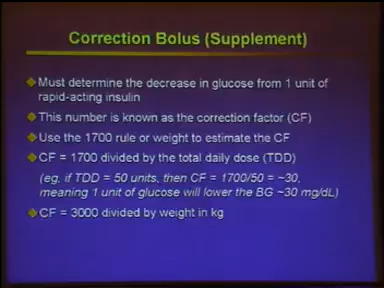 Correction Bolus (Supplement)
Must determine the decrease in glucose from 1 unit of
rapid-acting insulin
This number is known as the correction factor (CF)
Use the 1700 rule or weight to estimate the CF
CF = 1700 divided by the total daily dose (TDD)
(eg, if TDD = 50 units, then CF = 1700/50 = ~30,
meaning 1 unit of glucose will lower the BG ~30 mg/dL)
CF = 3000 divided by weight in kg